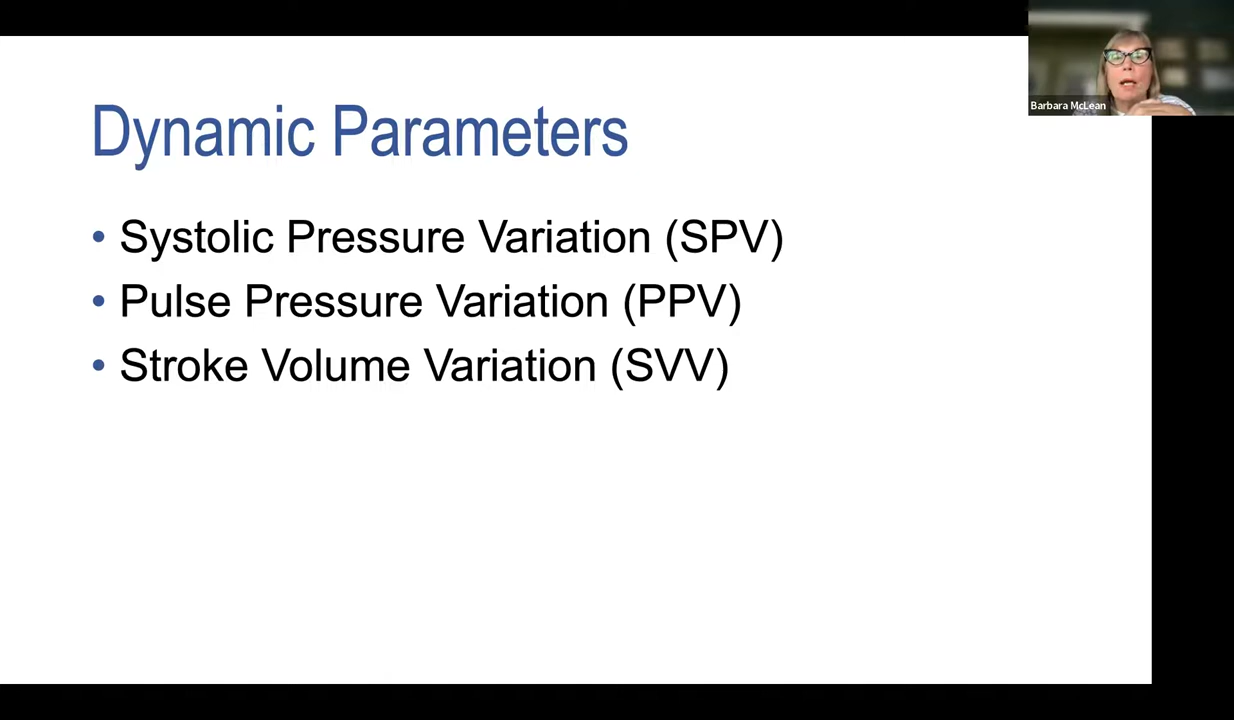 Dynamic Parameters
• Systolic Pressure Variation (SPV)
• Pulse Pressure Variation (PPV)
• Stroke Volume Variation (SVV)
Barbara McLean